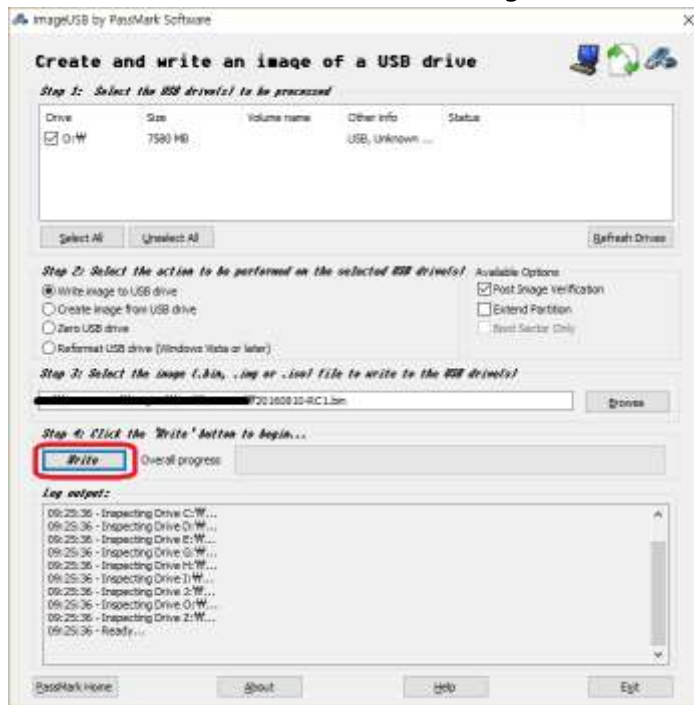 ImageUSB by PassMark Software
Create and write an image of a USB drive
Step 1: Select the USB drive(s) to be processed
Drive Size Volume name Other info Status
O:₩ 7580 MB USB, Unknown ...
Select All Unselect All Refresh Drives
Step 2: Select the action to be performed on the selected USB drive(s) Available Options
Write image to USB drive Post Image Verification
Create image from USB drive Extend Partition
Zero USB drive Boot Sector Only
Reformat USB drive (Windows Vista or later)
Step 3: Select the image (.bin, .img or .iso) file to write to the USB drive(s)
₩20160810-RC1.bin Browse
Step 4: Click the 'Write' button to begin...
Write Overall progress
Log output:
09:25:36 - Inspecting Drive C:₩...
09:25:36 - Inspecting Drive D:₩...
09:25:36 - Inspecting Drive E:₩...
09:25:36 - Inspecting Drive G:₩...
09:25:36 - Inspecting Drive H:₩...
09:25:36 - Inspecting Drive I:₩...
09:25:36 - Inspecting Drive J:₩...
09:25:36 - Inspecting Drive O:₩...
09:25:36 - Inspecting Drive Z:₩...
09:25:36 - Ready...
PassMark Home About Help Exit